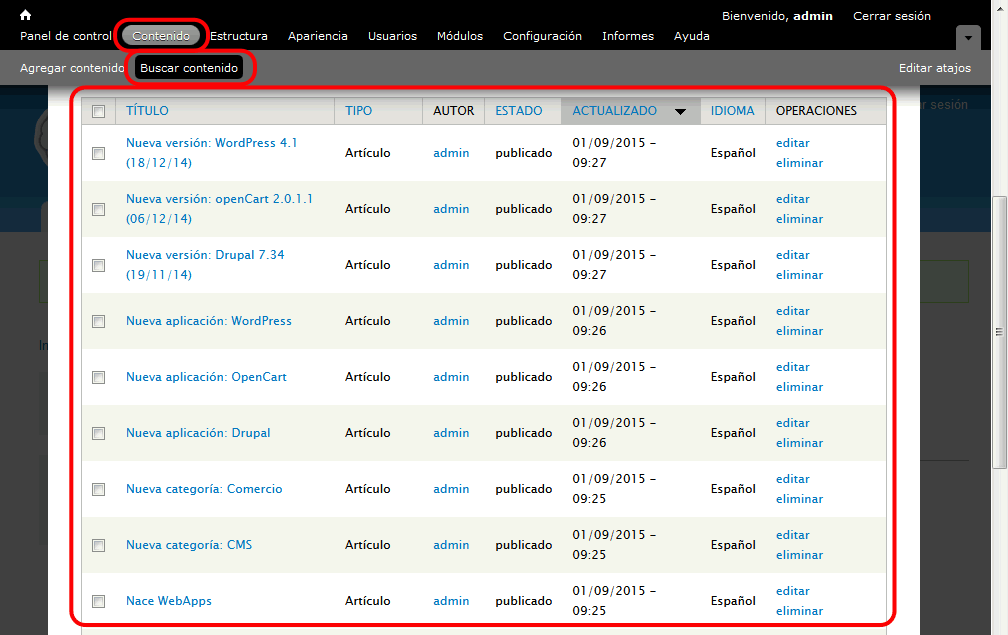 Bienvenido, admin Cerrar sesión
Panel de control Contenido Estructura Apariencia Usuarios Módulos Configuración Informes Ayuda
Agregar contenido Buscar contenido Editar atajos
r sesión
TÍTULO TIPO AUTOR ESTADO ACTUALIZADO IDIOMA OPERACIONES
Nueva versión: WordPress 4.1 (18/12/14) Artículo admin publicado 01/09/2015 – 09:27 Español editar eliminar
Nueva versión: openCart 2.0.1.1 (06/12/14) Artículo admin publicado 01/09/2015 – 09:27 Español editar eliminar
Nueva versión: Drupal 7.34 (19/11/14) Artículo admin publicado 01/09/2015 – 09:27 Español editar eliminar
Nueva aplicación: WordPress Artículo admin publicado 01/09/2015 – 09:26 Español editar eliminar
Nueva aplicación: OpenCart Artículo admin publicado 01/09/2015 – 09:26 Español editar eliminar
Nueva aplicación: Drupal Artículo admin publicado 01/09/2015 – 09:26 Español editar eliminar
Nueva categoría: Comercio Artículo admin publicado 01/09/2015 – 09:25 Español editar eliminar
Nueva categoría: CMS Artículo admin publicado 01/09/2015 – 09:25 Español editar eliminar
Nace WebApps Artículo admin publicado 01/09/2015 – 09:25 Español editar eliminar